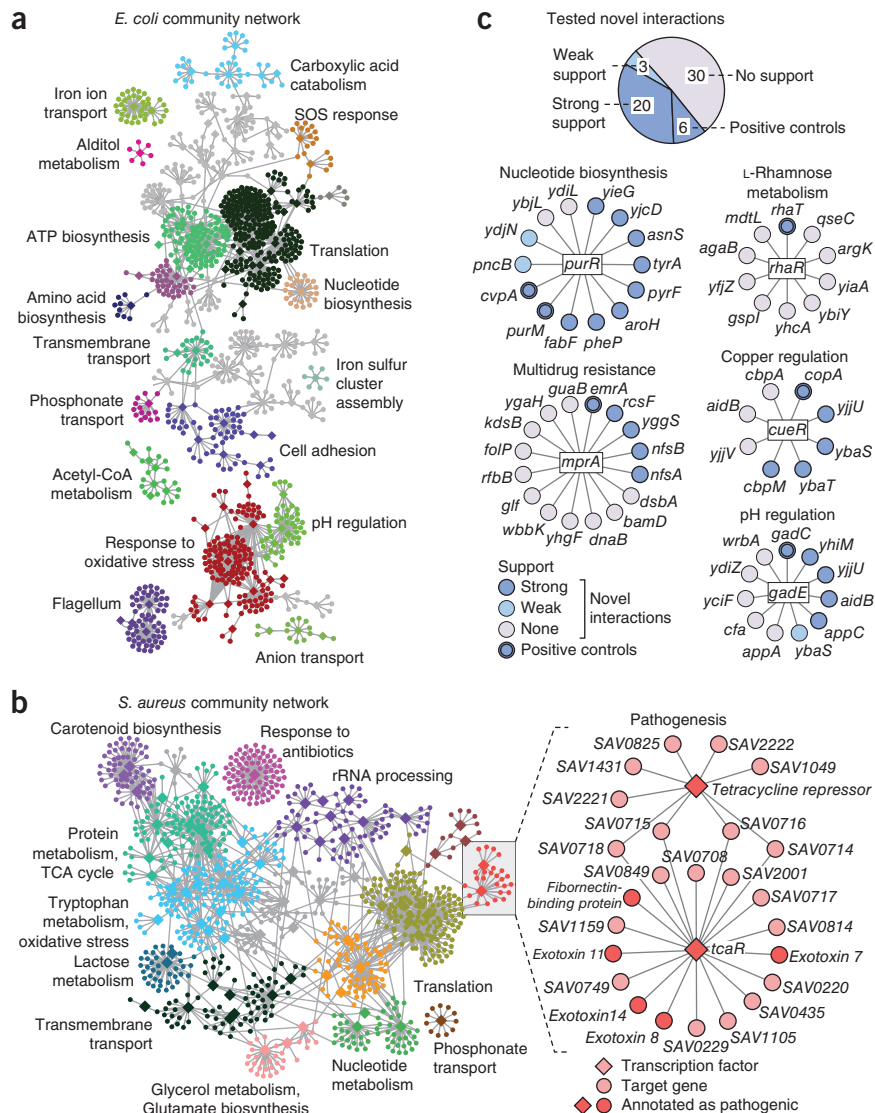 a
E. coli community network
Carboxylic acid
catabolism
Iron ion
transport
SOS response
Alditol
metabolism
ATP biosynthesis
Translation
Amino acid
biosynthesis
Nucleotide
biosynthesis
Transmembrane
transport
Iron sulfur
cluster
assembly
Phosphonate
transport
Cell adhesion
Acetyl-CoA
metabolism
pH regulation
Response to
oxidative stress
Flagellum
Anion transport
c
Tested novel interactions
Weak
support
3
30
No support
Strong
support
20
6
Positive controls
Nucleotide biosynthesis
ydiL
yieG
ybjL
yjcD
ydjN
asnS
pncB
purR
tyrA
cvpA
pyrF
purM
aroH
fabF
pheP
L-Rhamnose
metabolism
rhaT
mdtL
qseC
agaB
argK
rhaR
yfjZ
yiaA
gspI
ybiY
yhcA
Multidrug resistance
guaB
emrA
ygaH
rcsF
kdsB
yggS
folP
nfsB
mprA
rfbB
nfsA
glf
dsbA
wbbK
bamD
yhgF
dnaB
Copper regulation
cbpA
copA
aidB
yjjU
cueR
yjjV
ybaS
cbpM
ybaT
pH regulation
wrbA
gadC
yhiM
ydiZ
yjjU
gadE
yciF
aidB
cfa
appC
appA
ybaS
Support
Strong
Weak
None
Novel
interactions
Positive controls
b
S. aureus community network
Carotenoid biosynthesis
Response to
antibiotics
rRNA processing
Protein
metabolism,
TCA cycle
Tryptophan
metabolism,
oxidative stress
Lactose
metabolism
Transmembrane
transport
Translation
Phosphonate
transport
Glycerol metabolism,
Glutamate biosynthesis
Nucleotide
metabolism
Pathogenesis
SAV0825
SAV2222
SAV1431
SAV1049
Tetracycline repressor
SAV2221
SAV0715
SAV0716
SAV0718
SAV0714
SAV0708
SAV0849
SAV2001
Fibornectin-
binding protein
SAV0717
SAV1159
SAV0814
tcaR
Exotoxin 11
Exotoxin 7
SAV0749
SAV0220
Exotoxin14
SAV0435
Exotoxin 8
SAV1105
SAV0229
Transcription factor
Target gene
Annotated as pathogenic